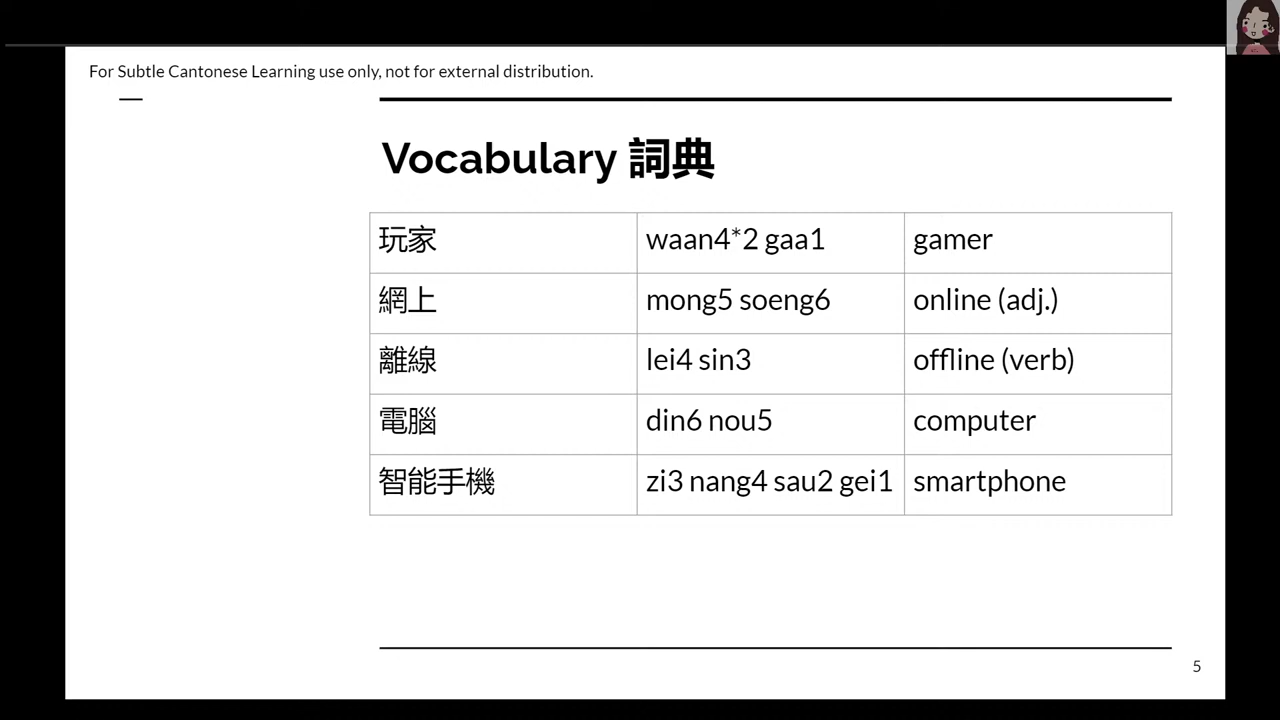 For Subtle Cantonese Learning use only, not for external distribution.
Vocabulary 詞典
玩家 waan4*2 gaa1 gamer
網上 mong5 soeng6 online (adj.)
離線 lei4 sin3 offline (verb)
電腦 din6 nou5 computer
智能手機 zi3 nang4 sau2 gei1 smartphone
5